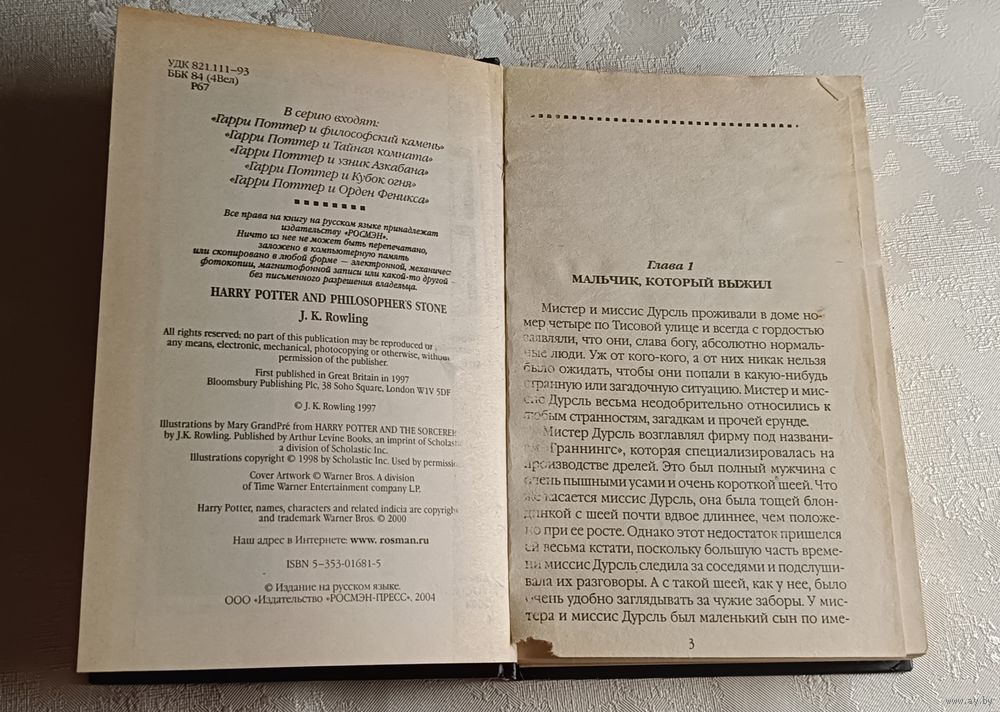 УДК 821.111–93
ББК 84 (4Вел)
Р67
В серию входят:
«Гарри Поттер и философский камень»
«Гарри Поттер и Тайная комната»
«Гарри Поттер и узник Азкабана»
«Гарри Поттер и Кубок огня»
«Гарри Поттер и Орден Феникса»
Все права на книгу на русском языке принадлежат
издательству «РОСМЭН».
Ничто из нее не может быть перепечатано,
заложено в компьютерную память
или скопировано в любой форме — электронной, механичес
фотокопии, магнитофонной записи или какой-то другой —
без письменного разрешения владельца.
HARRY POTTER AND PHILOSOPHER'S STONE
J. K. Rowling
All rights reserved; no part of this publication may be reproduced or
any means, electronic, mechanical, photocopying or otherwise, without
permission of the publisher.
First published in Great Britain in 1997
Bloomsbury Publishing Plc, 38 Soho Square, London W1V 5DF
© J. K. Rowling 1997
Illustrations by Mary GrandPré from HARRY POTTER AND THE SORCERER
by J.K. Rowling. Published by Arthur Levine Books, an imprint of Scholastic
a division of Scholastic Inc.
Illustrations copyright © 1998 by Scholastic Inc. Used by permissio
Cover Artwork © Warner Bros. A division
of Time Warner Entertainment company LP.
Harry Potter, names, characters and related indicia are copyright
and trademark Warner Bros. © 2000
Наш адрес в Интернете: www. rosman.ru
ISBN 5–353-01681-5
© Издание на русском языке.
ООО «Издательство «РОСМЭН-ПРЕСС», 2004
Глава 1
МАЛЬЧИК, КОТОРЫЙ ВЫЖИЛ
Мистер и миссис Дурсль проживали в доме но-
мер четыре по Тисовой улице и всегда с гордостью
заявляли, что они, слава богу, абсолютно нормаль-
ные люди. Уж от кого-кого, а от них никак нельзя
было ожидать, чтобы они попали в какую-нибудь
странную или загадочную ситуацию. Мистер и мис-
сис Дурсль весьма неодобрительно относились к
любым странностям, загадкам и прочей ерунде.
Мистер Дурсль возглавлял фирму под названи-
ем «Граннингс», которая специализировалась на
производстве дрелей. Это был полный мужчина с
очень пышными усами и очень короткой шеей. Что
же касается миссис Дурсль, она была тощей блон-
динкой с шеей почти вдвое длиннее, чем положе-
но при ее росте. Однако этот недостаток пришелся
ей весьма кстати, поскольку большую часть време-
ни миссис Дурсль следила за соседями и подслуши-
вала их разговоры. А с такой шеей, как у нее, было
очень удобно заглядывать за чужие заборы. У мис-
тера и миссис Дурсль был маленький сын по име-
3
www.ay.by